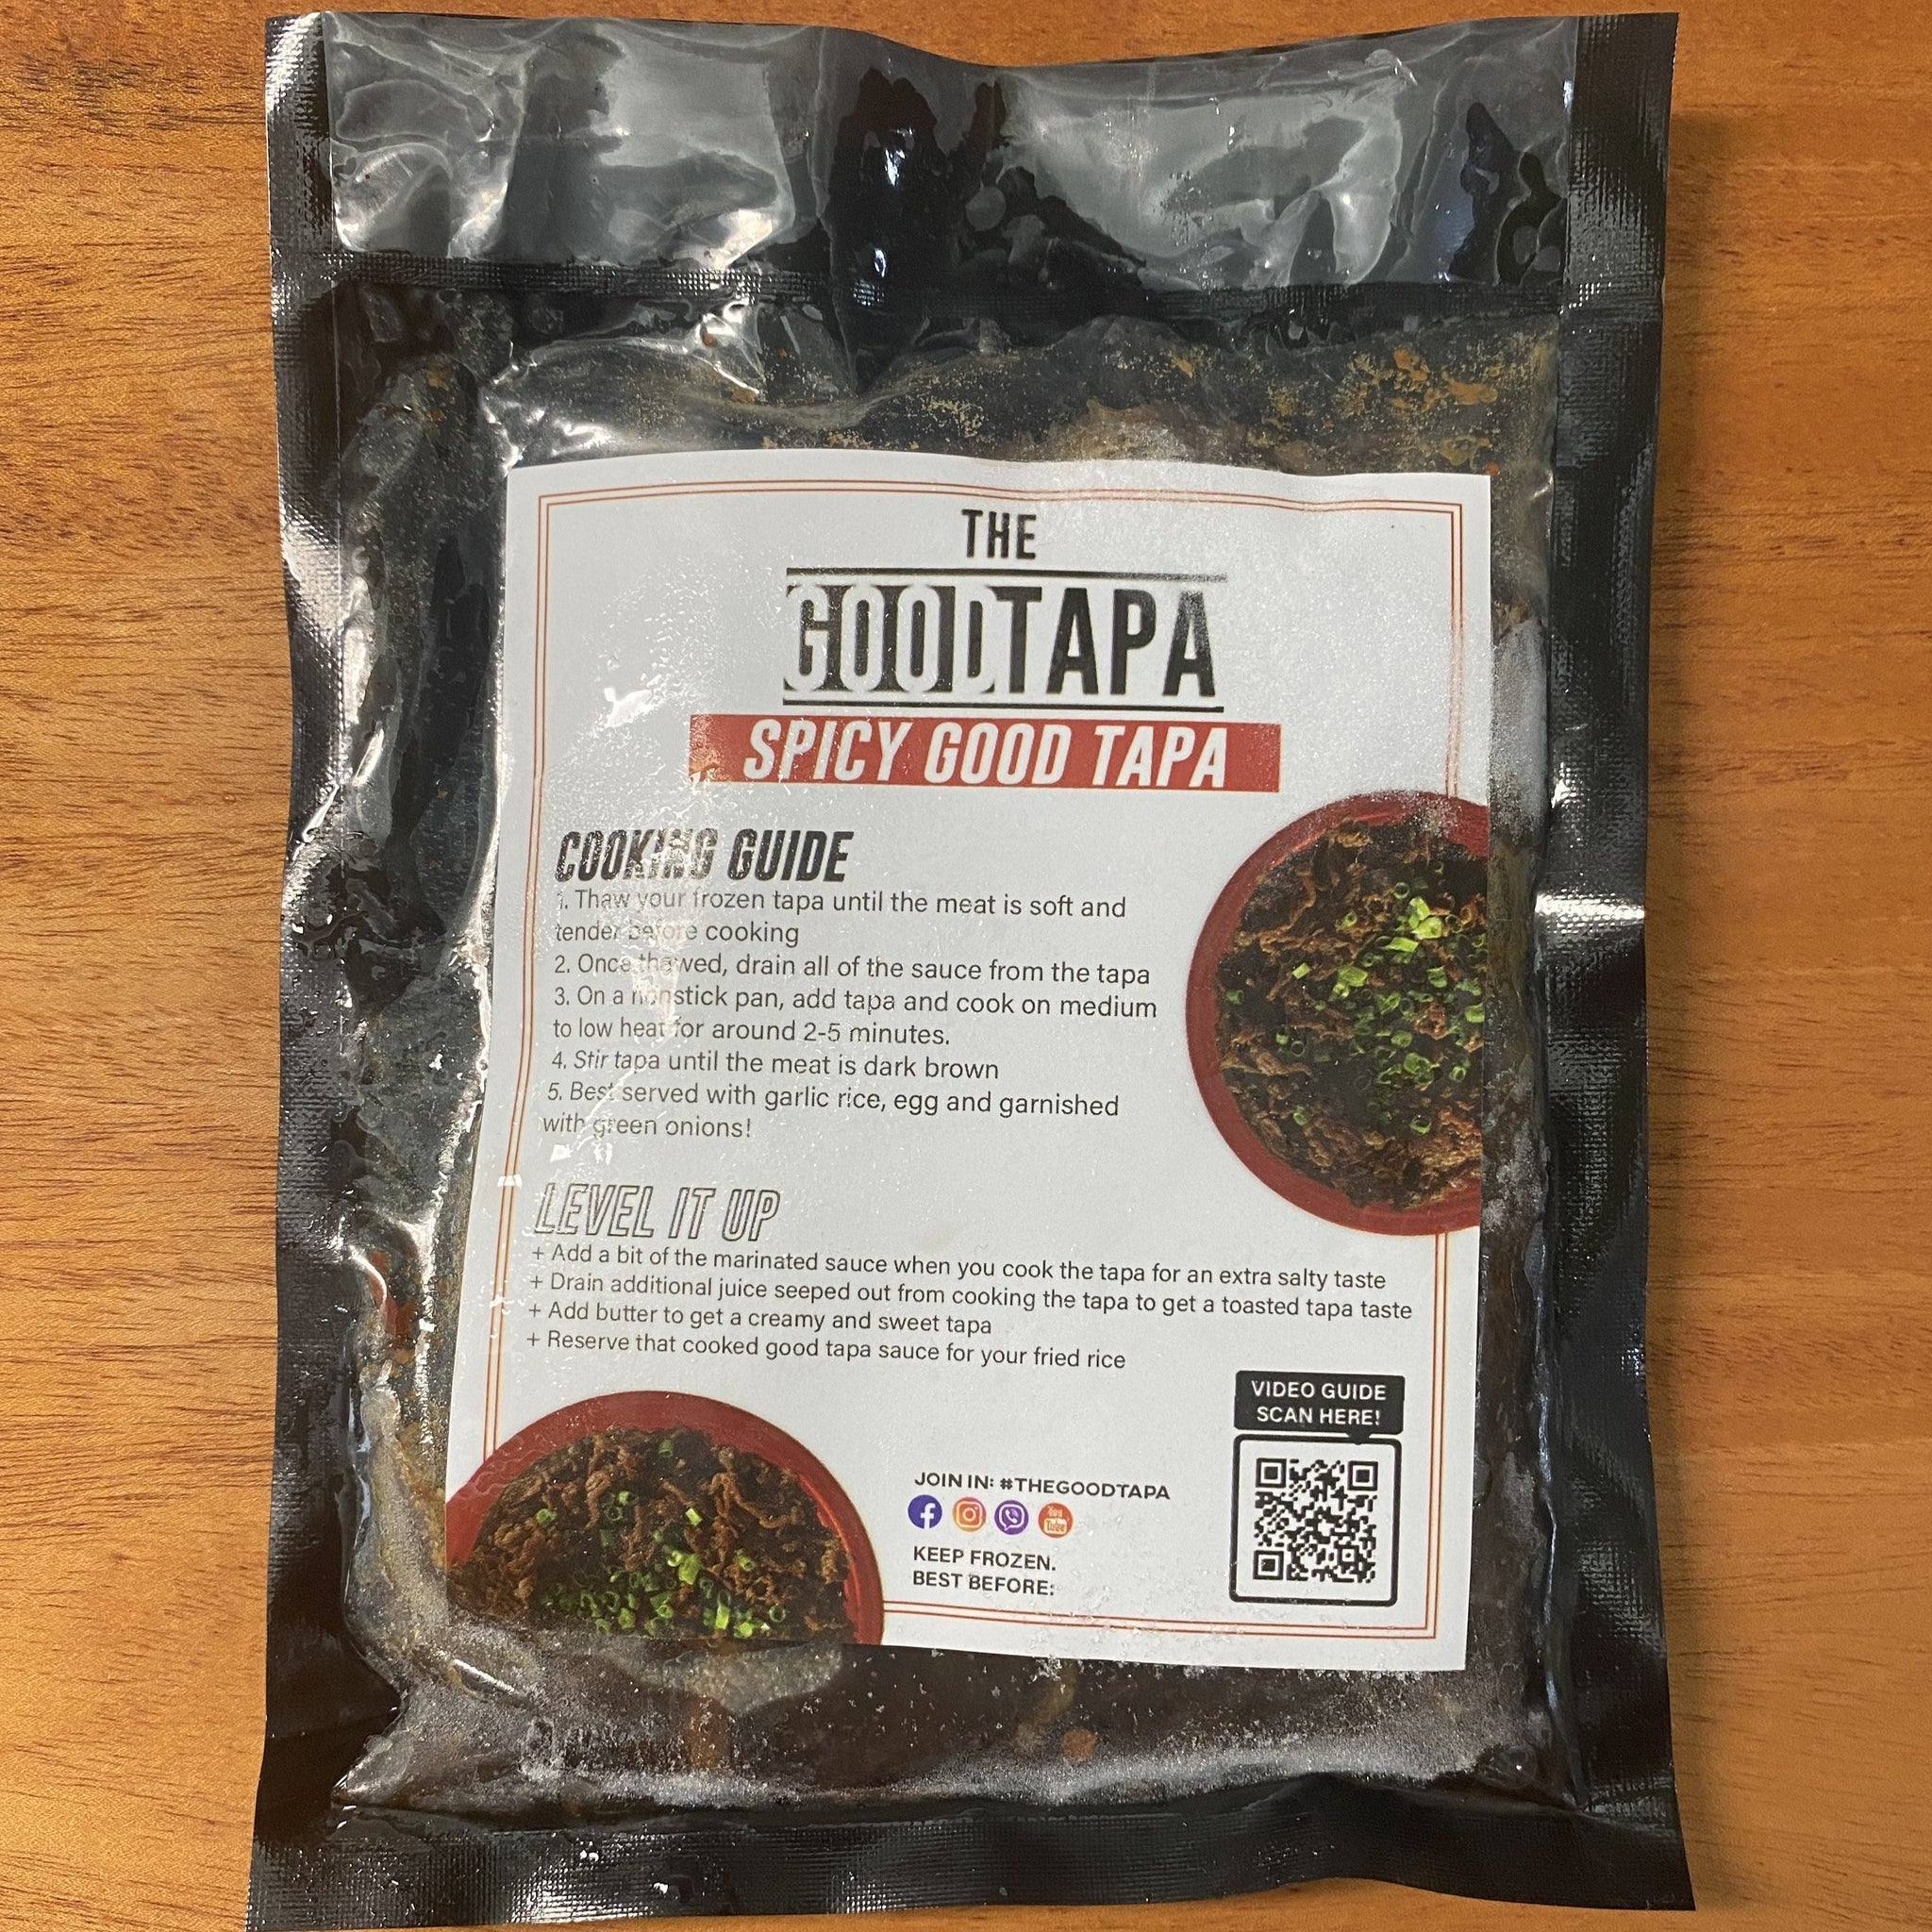 THE
GOODTAPA
SPICY GOOD TAPA
COOKING GUIDE
1. Thaw your frozen tapa until the meat is soft and
tender before cooking
2. Once thawed, drain all of the sauce from the tapa
3. On a nonstick pan, add tapa and cook on medium
to low heat for around 2-5 minutes.
4. Stir tapa until the meat is dark brown
5. Best served with garlic rice, egg and garnished
with green onions!
LEVEL IT UP
+ Add a bit of the marinated sauce when you cook the tapa for an extra salty taste
+ Drain additional juice seeped out from cooking the tapa to get a toasted tapa taste
+ Add butter to get a creamy and sweet tapa
+ Reserve that cooked good tapa sauce for your fried rice
VIDEO GUIDE
SCAN HERE!
JOIN IN: #THEGOODTAPA
You
Tube
KEEP FROZEN.
BEST BEFORE: